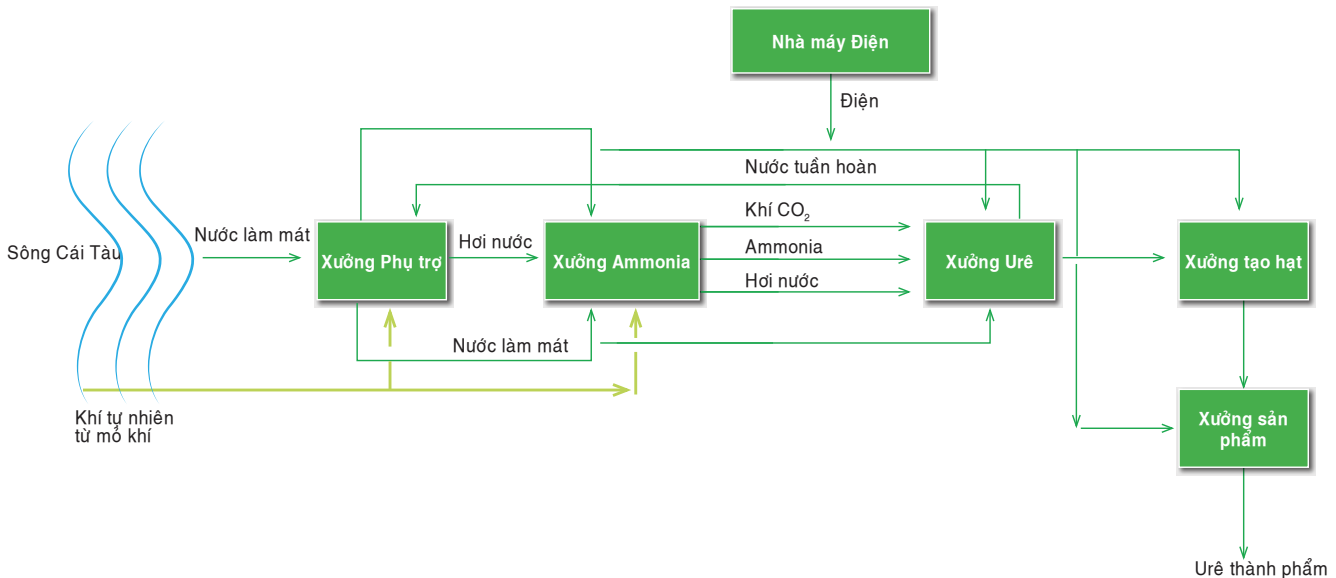 Nhà máy Điện
Điện
Nước tuần hoàn
Khí CO₂
Nước làm mát
Hơi nước
Ammonia
Sông Cái Tàu
Xưởng Phụ trợ
Xưởng Ammonia
Xưởng Urê
Xưởng tạo hạt
Hơi nước
Nước làm mát
Khí tự nhiên
từ mỏ khí
Xưởng sản
phẩm
Urê thành phẩm